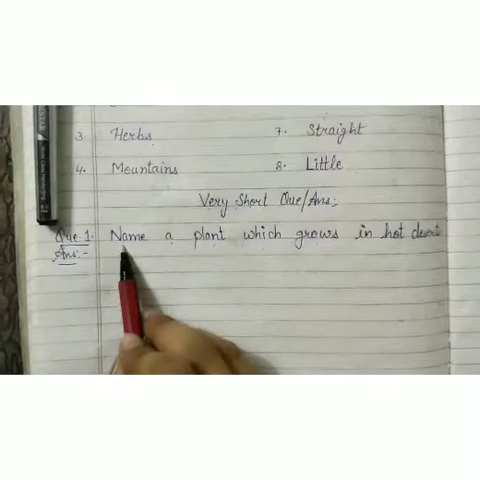 3. Herbs 7. Straight
4. Mountains 8. Little
Very Short Que/Ans:-
Que 1. Name a plant which grows in hot desert
Ans:-